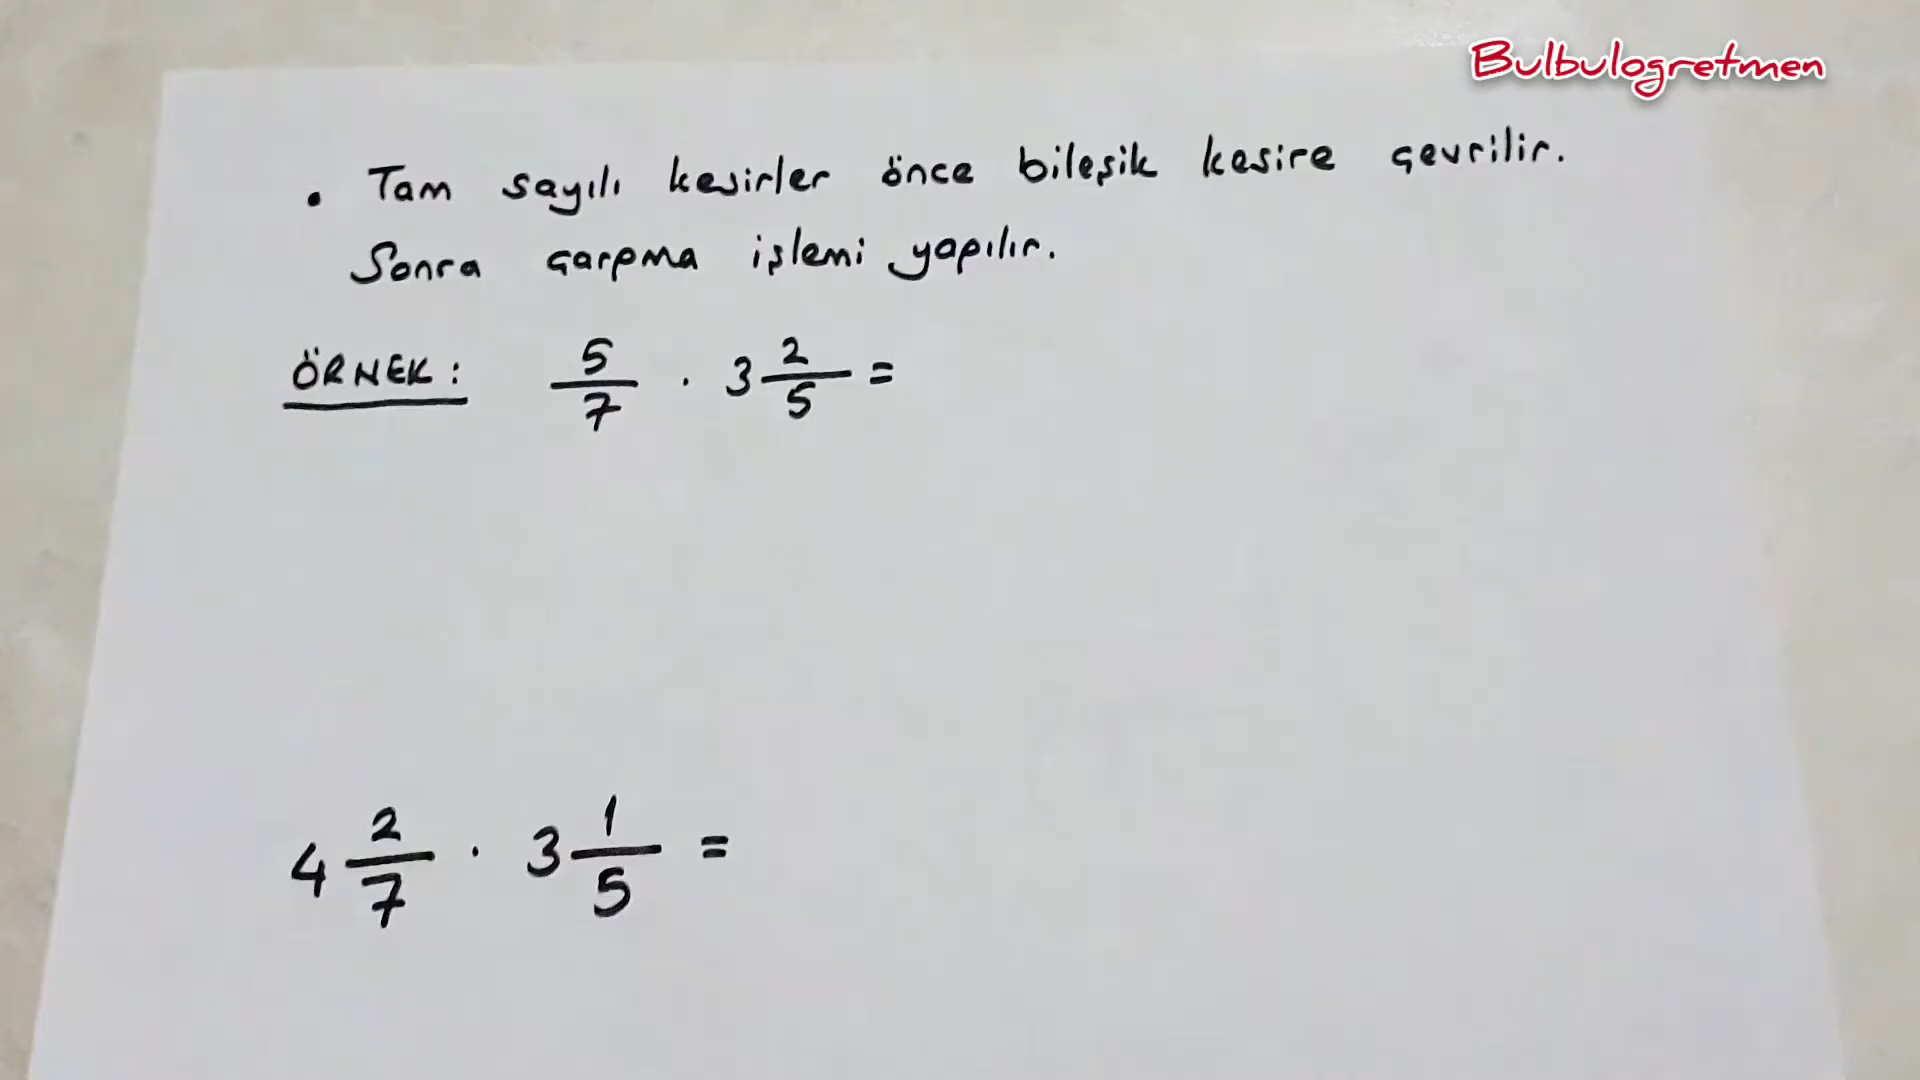 Bulbulogretmen
• Tam sayılı kesirler önce bileşik kesire çevrilir.
Sonra çarpma işlemi yapılır.
ÖRNEK: 5/7 . 3 2/5 =
4 2/7 . 3 1/5 =